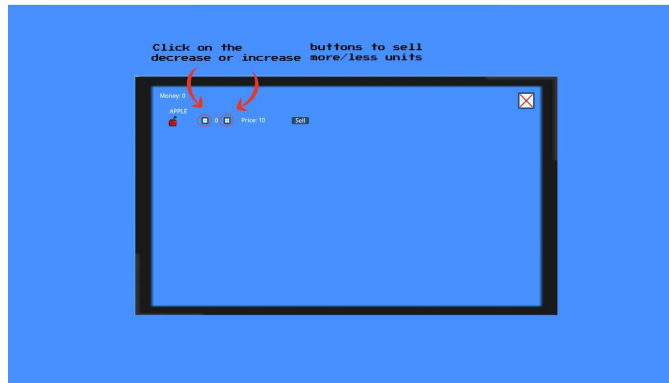 Click on the buttons to sell
decrease or increase more/less units
Money: 0
APPLE
0 Price: 10 Sell